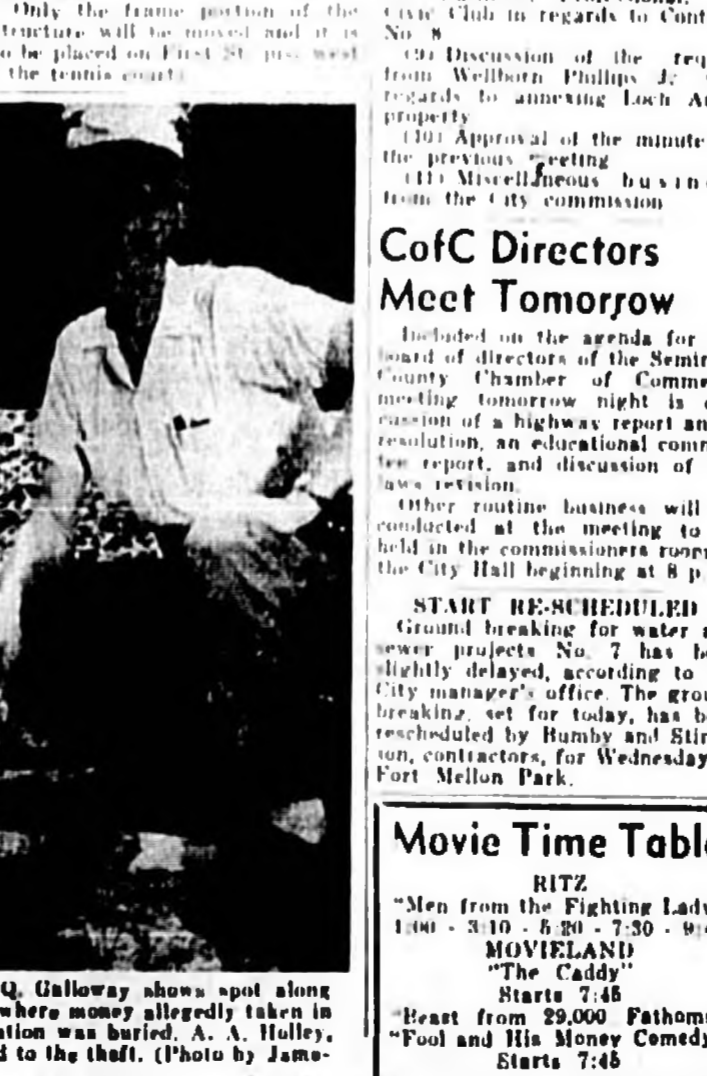 Only the frame portion of the
tructure will be moved and it is
o be placed on First St. just west
the tennis court.
Q. Galloway shows spot along
where money allegedly taken in
ation was buried. A. A. Holley,
d to the theft. (Photo by Jame-
Civic Club in regards to Cont
No 8
(9) Discussion of the req
from Wellborn Phillips Jr.
regards to annexing Loch A
property
(10) Approval of the minute
the previous meeting
(11) Miscellaneous busin
from the City commission
CofC Directors
Meet Tomorrow
Included on the agenda for
board of directors of the Semin
County Chamber of Comme
meeting tomorrow night is
cussion of a highway report an
resolution, an educational comm
tee report, and discussion of
laws revision.
Other routine business will
conducted at the meeting to
held in the commissioners room
the City Hall beginning at 8 p
START RE-SCHEDULED
Ground breaking for water a
sewer projects No. 7 has be
slightly delayed, according to
City manager's office. The grou
breaking, set for today, has be
rescheduled by Bumby and Stin
son, contractors, for Wednesday
Fort Mellon Park.
Movie Time Table
RITZ
"Men from the Fighting Lady
1:00 - 3:10 - 5:20 - 7:30 - 9:4
MOVIELAND
"The Caddy"
Starts 7:45
"Beast from 29,000 Fathoms
"Fool and His Money Comedy
Starts 7:45